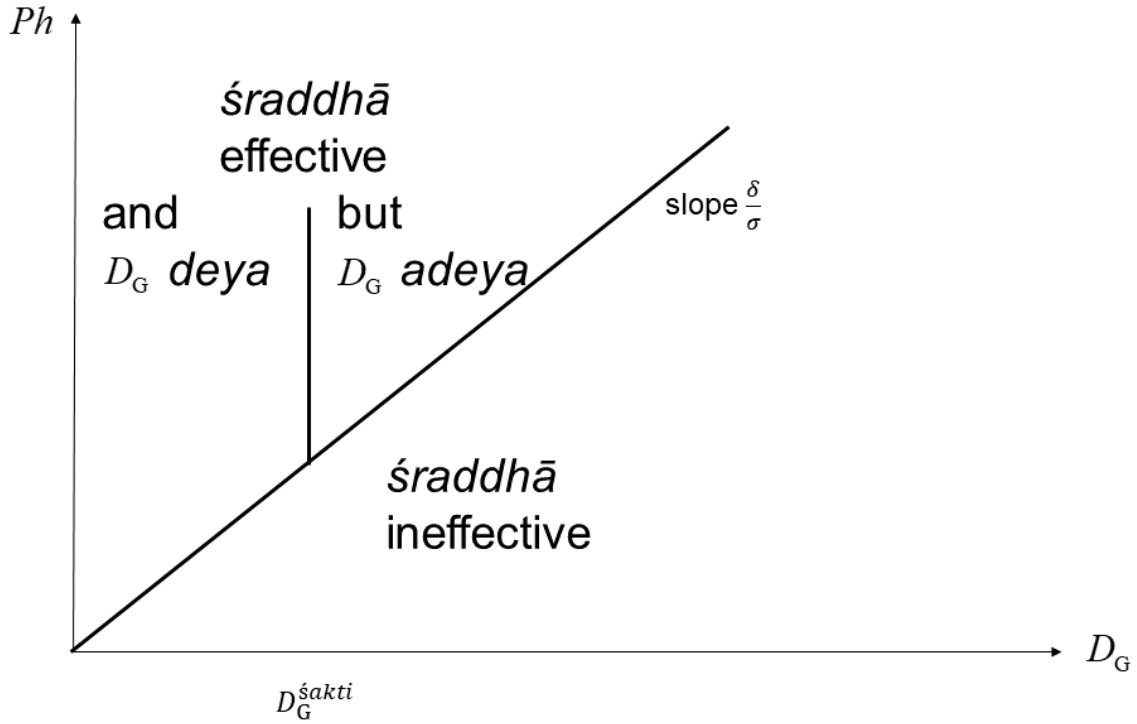 Ph
śraddhā
effective
and but
D_G deya D_G adeya
slope δ/σ
śraddhā
ineffective
D_G
D_G^śakti